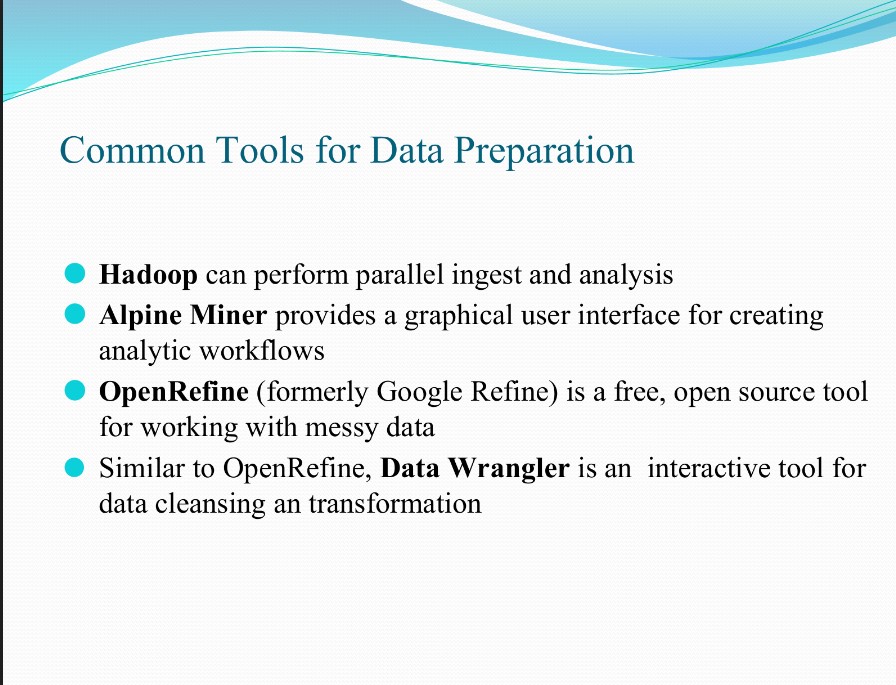 Common Tools for Data Preparation
Hadoop can perform parallel ingest and analysis
Alpine Miner provides a graphical user interface for creating
analytic workflows
OpenRefine (formerly Google Refine) is a free, open source tool
for working with messy data
Similar to OpenRefine, Data Wrangler is an  interactive tool for
data cleansing an transformation